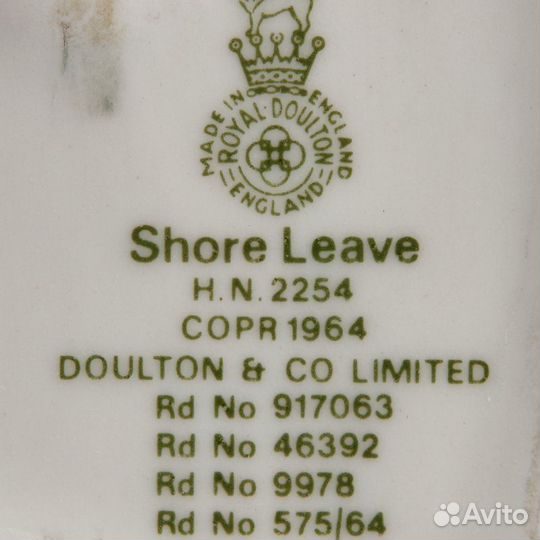 MADE IN ENGLAND
ROYAL·DOULTON
ENGLAND
Shore Leave
H.N. 2254
COPR 1964
DOULTON & CO LIMITED
Rd No 917063
Rd No 46392
Rd No 9978
Rd No 575/64
Avito